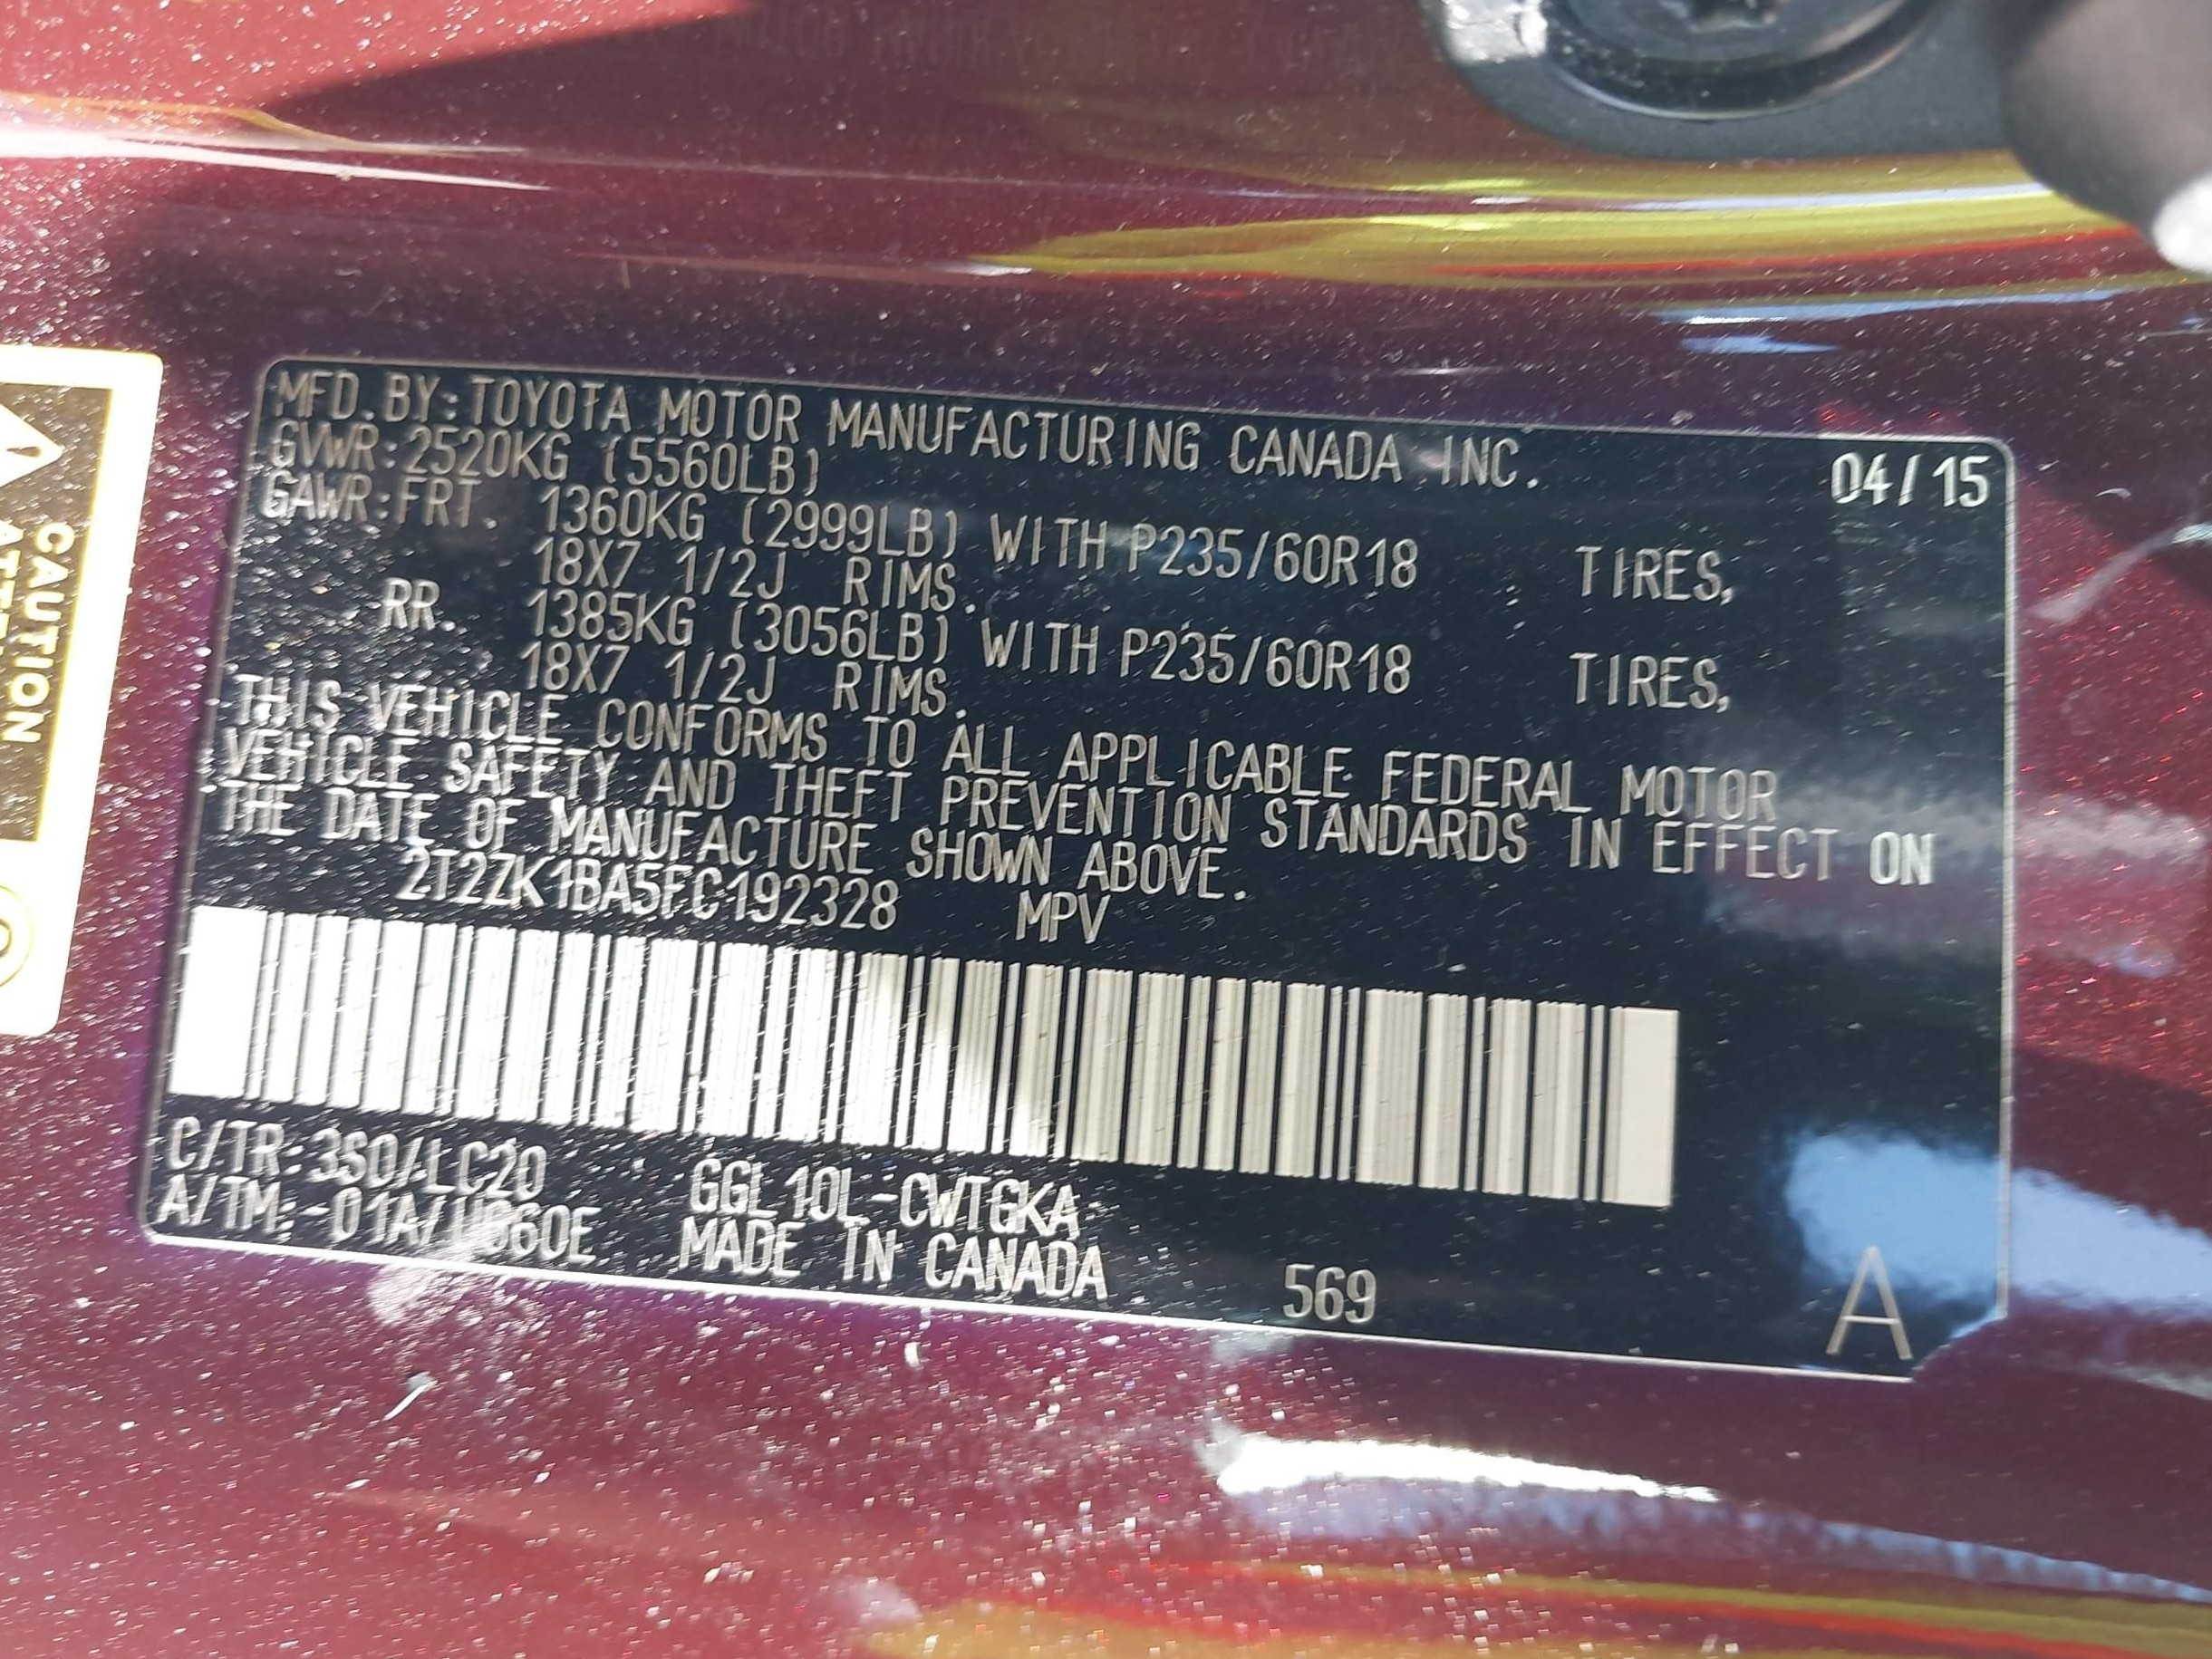 MFD.BY:TOYOTA MOTOR MANUFACTURING CANADA INC. 04/15
GVWR:2520KG (5560LB)
GAWR:FRT. 1360KG (2999LB) WITH P235/60R18 TIRES,
18X7 1/2J RIMS.
RR. 1385KG (3056LB) WITH P235/60R18 TIRES,
18X7 1/2J RIMS.
THIS VEHICLE CONFORMS TO ALL APPLICABLE FEDERAL MOTOR
VEHICLE SAFETY AND THEFT PREVENTION STANDARDS IN EFFECT ON
THE DATE OF MANUFACTURE SHOWN ABOVE.
2T2ZK1BA5FC192328 MPV
C/TR:3S0/LC20 GGL10L-CWTGKA
A/TM:-01A/U660E MADE IN CANADA 569
A
CAUTION